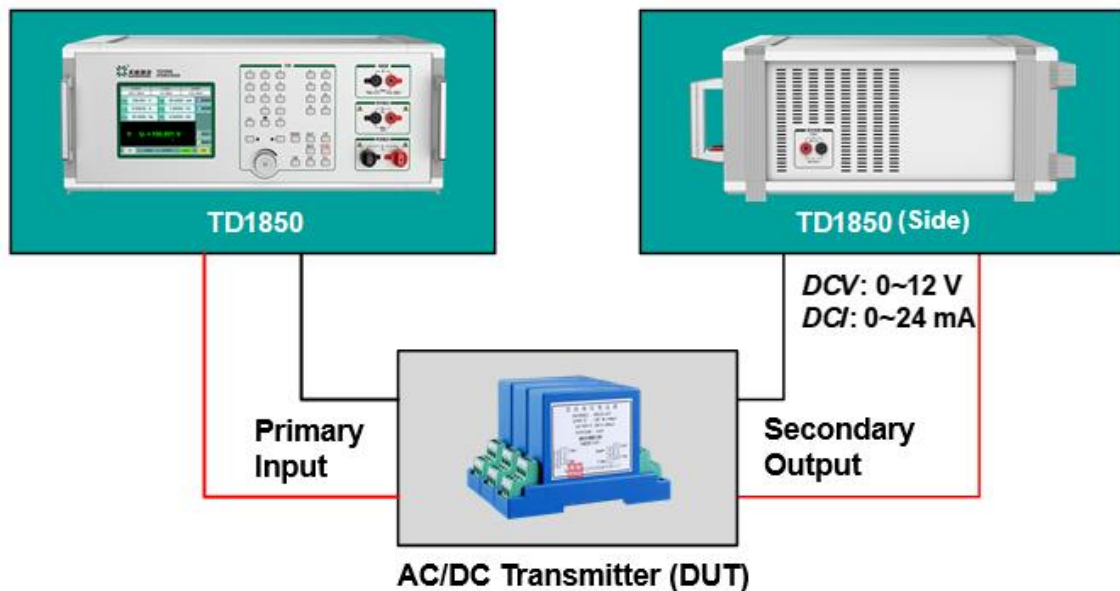 TD1850
TD1850 (Side)
DCV: 0~12 V
DCI: 0~24 mA
Primary
Input
Secondary
Output
AC/DC Transmitter (DUT)